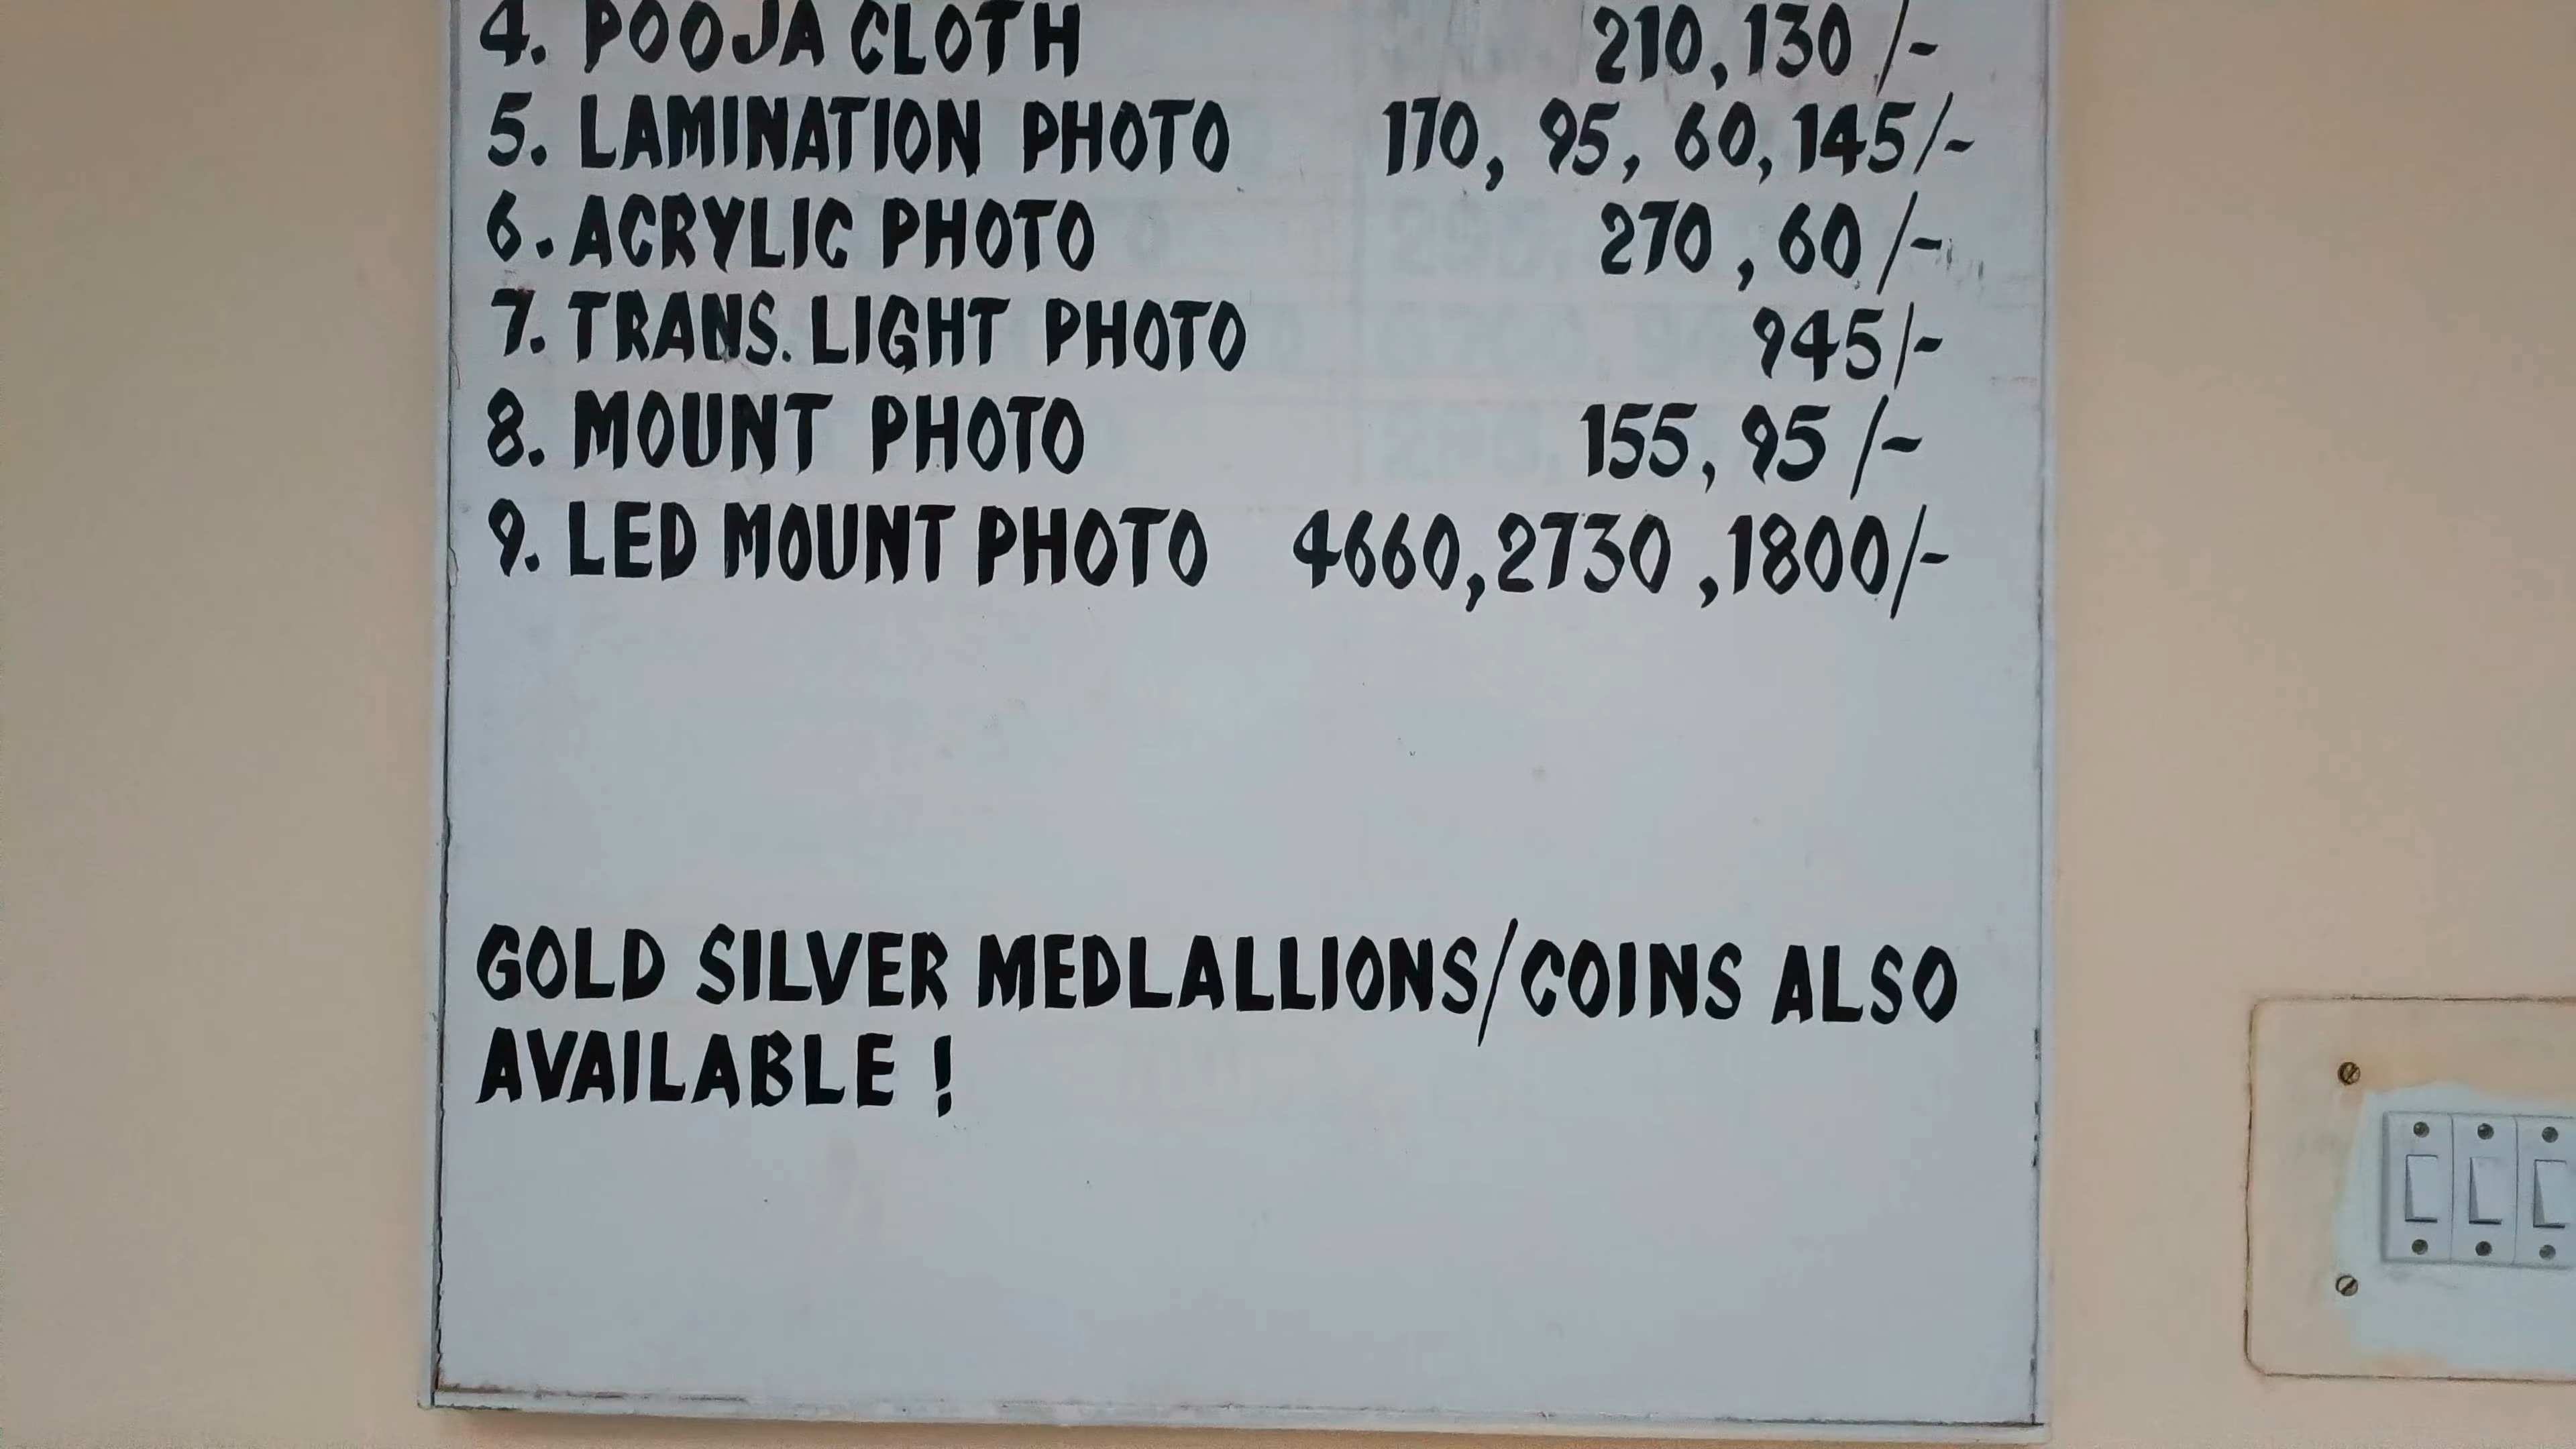 4. POOJA CLOTH 210,130/-
5. LAMINATION PHOTO 170, 95, 60,145/-
6. ACRYLIC PHOTO 270, 60/-
7. TRANS. LIGHT PHOTO 945/-
8. MOUNT PHOTO 155, 95/-
9. LED MOUNT PHOTO 4660,2730,1800/-
GOLD SILVER MEDLALLIONS/COINS ALSO
AVAILABLE !